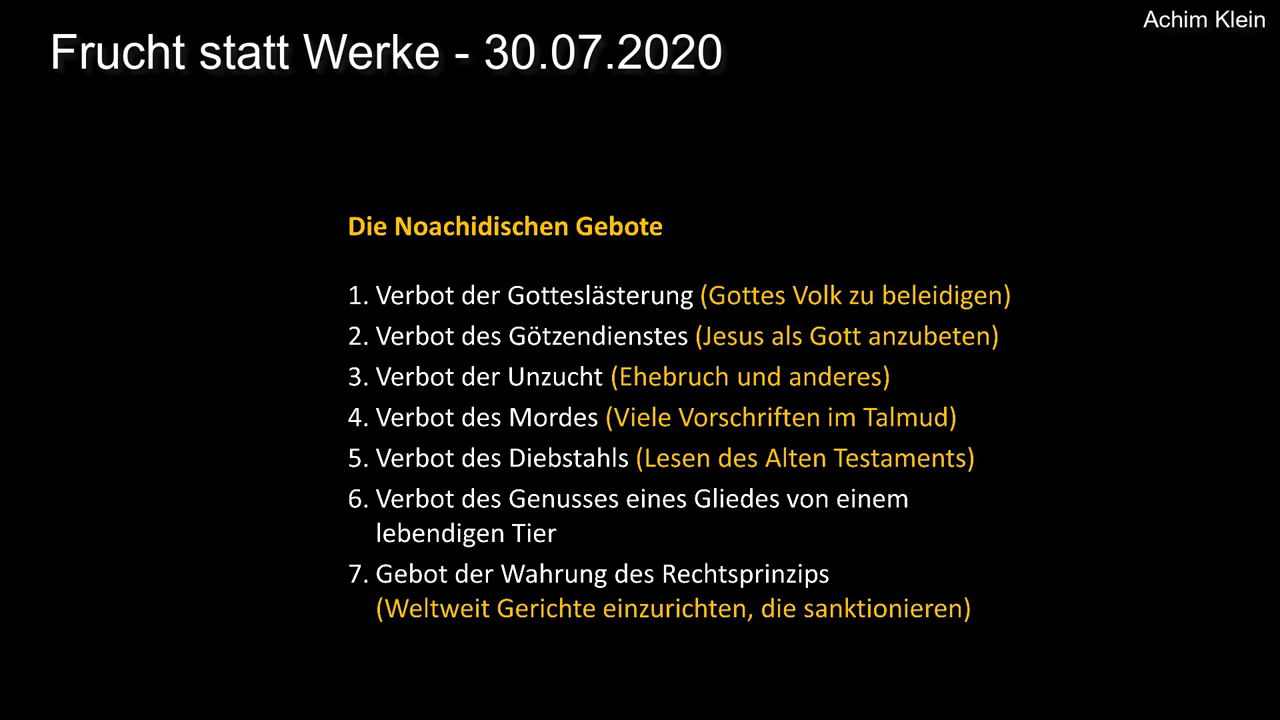 Achim Klein
Frucht statt Werke - 30.07.2020
Die Noachidischen Gebote
1. Verbot der Gotteslästerung (Gottes Volk zu beleidigen)
2. Verbot des Götzendienstes (Jesus als Gott anzubeten)
3. Verbot der Unzucht (Ehebruch und anderes)
4. Verbot des Mordes (Viele Vorschriften im Talmud)
5. Verbot des Diebstahls (Lesen des Alten Testaments)
6. Verbot des Genusses eines Gliedes von einem
lebendigen Tier
7. Gebot der Wahrung des Rechtsprinzips
(Weltweit Gerichte einzurichten, die sanktionieren)